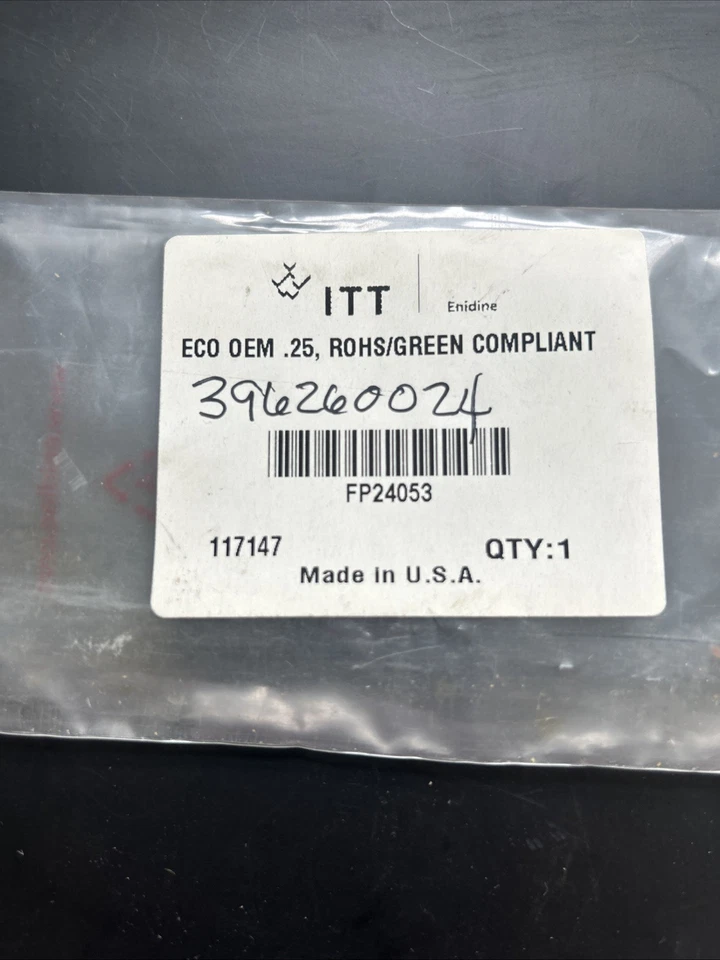 ITT
Enidine
ECO OEM .25, ROHS/GREEN COMPLIANT
396260024
FP24053
117147
QTY:1
Made in U.S.A.